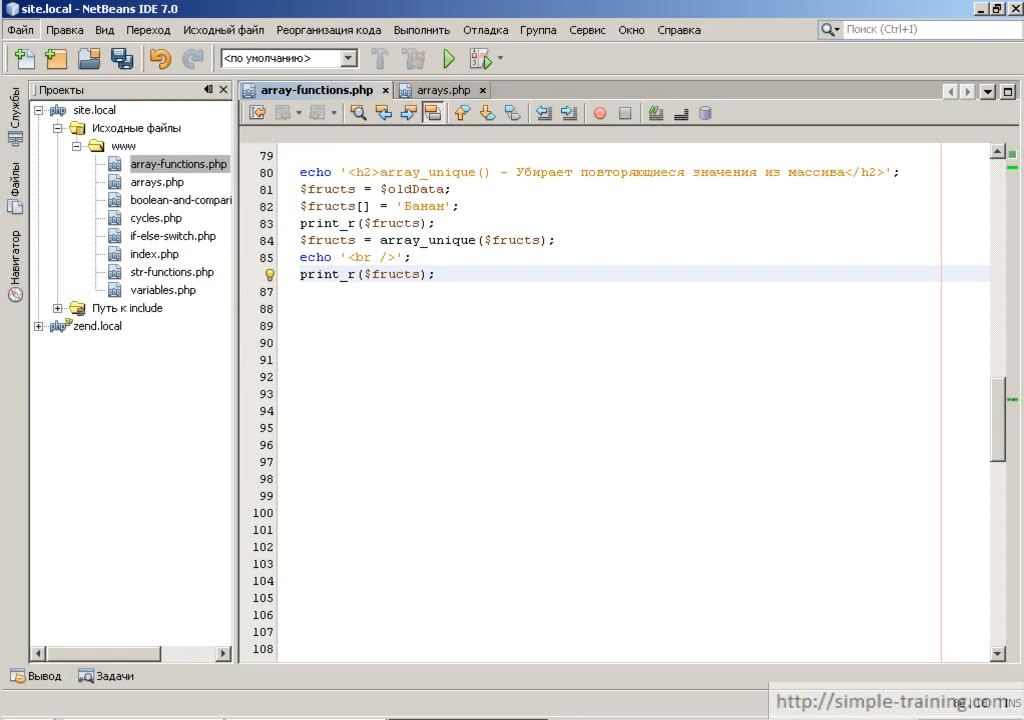 site.local - NetBeans IDE 7.0
Файл Правка Вид Переход Исходный файл Реорганизация кода Выполнить Отладка Группа Сервис Окно Справка
Поиск (Ctrl+I)
<по умолчанию>
Службы
Файлы
Навигатор
Проекты
site.local
Исходные файлы
www
array-functions.php
arrays.php
boolean-and-compari
cycles.php
if-else-switch.php
index.php
str-functions.php
variables.php
Путь к include
zend.local
array-functions.php
arrays.php
79
80 echo '<h2>array_unique() - Убирает повторяющиеся значения из массива</h2>';
81 $fructs = $oldData;
82 $fructs[] = 'Банан';
83 print_r($fructs);
84 $fructs = array_unique($fructs);
85 echo '<br />';
print_r($fructs);
87
88
89
90
91
92
93
94
95
96
97
98
99
100
101
102
103
104
105
106
107
108
Вывод
Задачи
http://simple-training.com